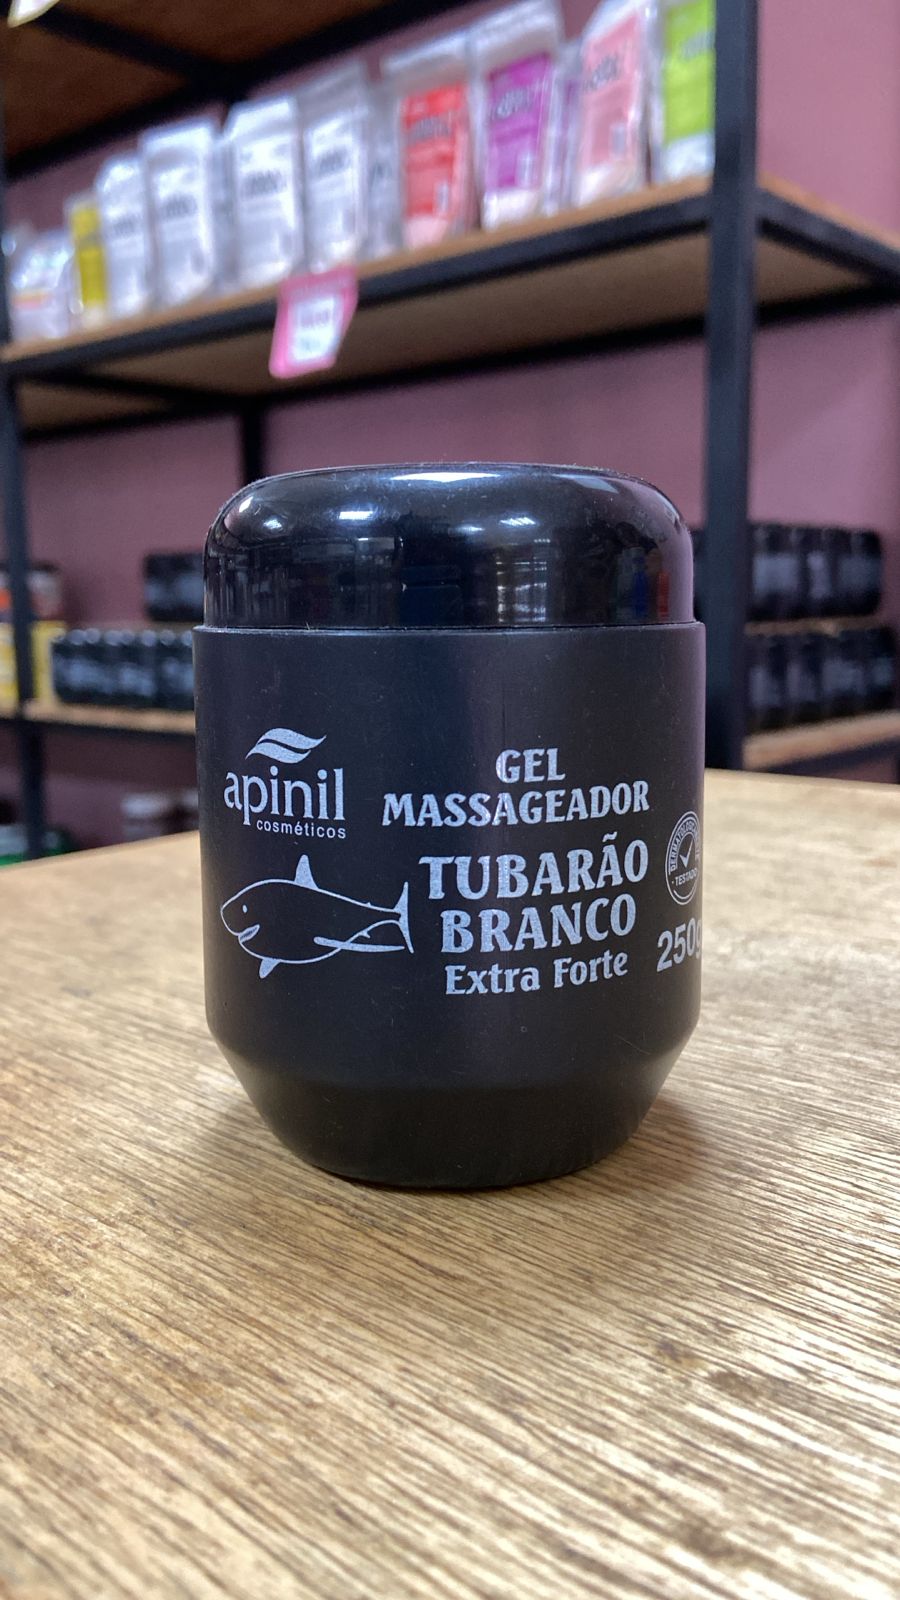 apinil
cosméticos
GEL
MASSAGEADOR
TUBARÃO
BRANCO
Extra Forte
TESTADO
250g